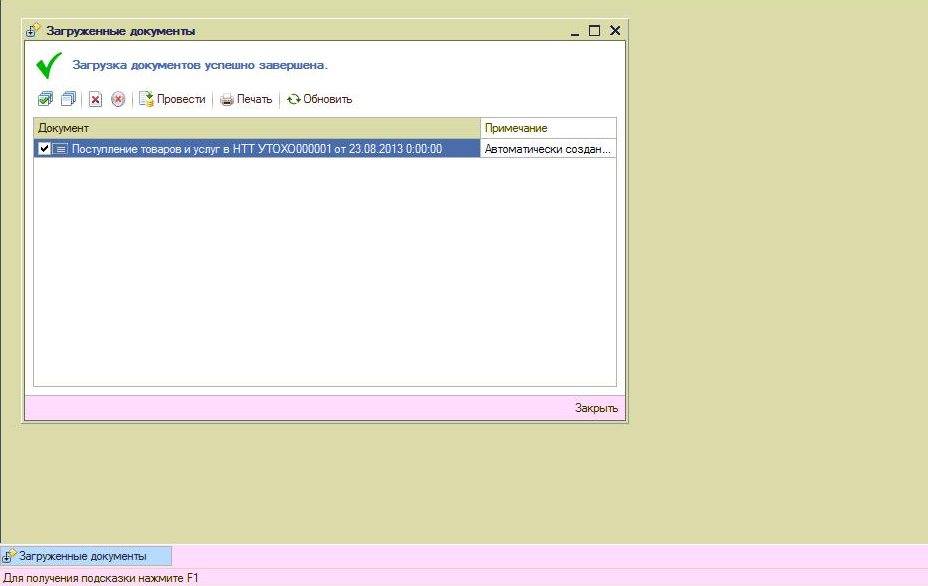 Загруженные документы
Загрузка документов успешно завершена.
Провести Печать Обновить
Документ Примечание
Поступление товаров и услуг в НТТ УТОХО000001 от 23.08.2013 0:00:00 Автоматически создан...
Закрыть
Загруженные документы
Для получения подсказки нажмите F1